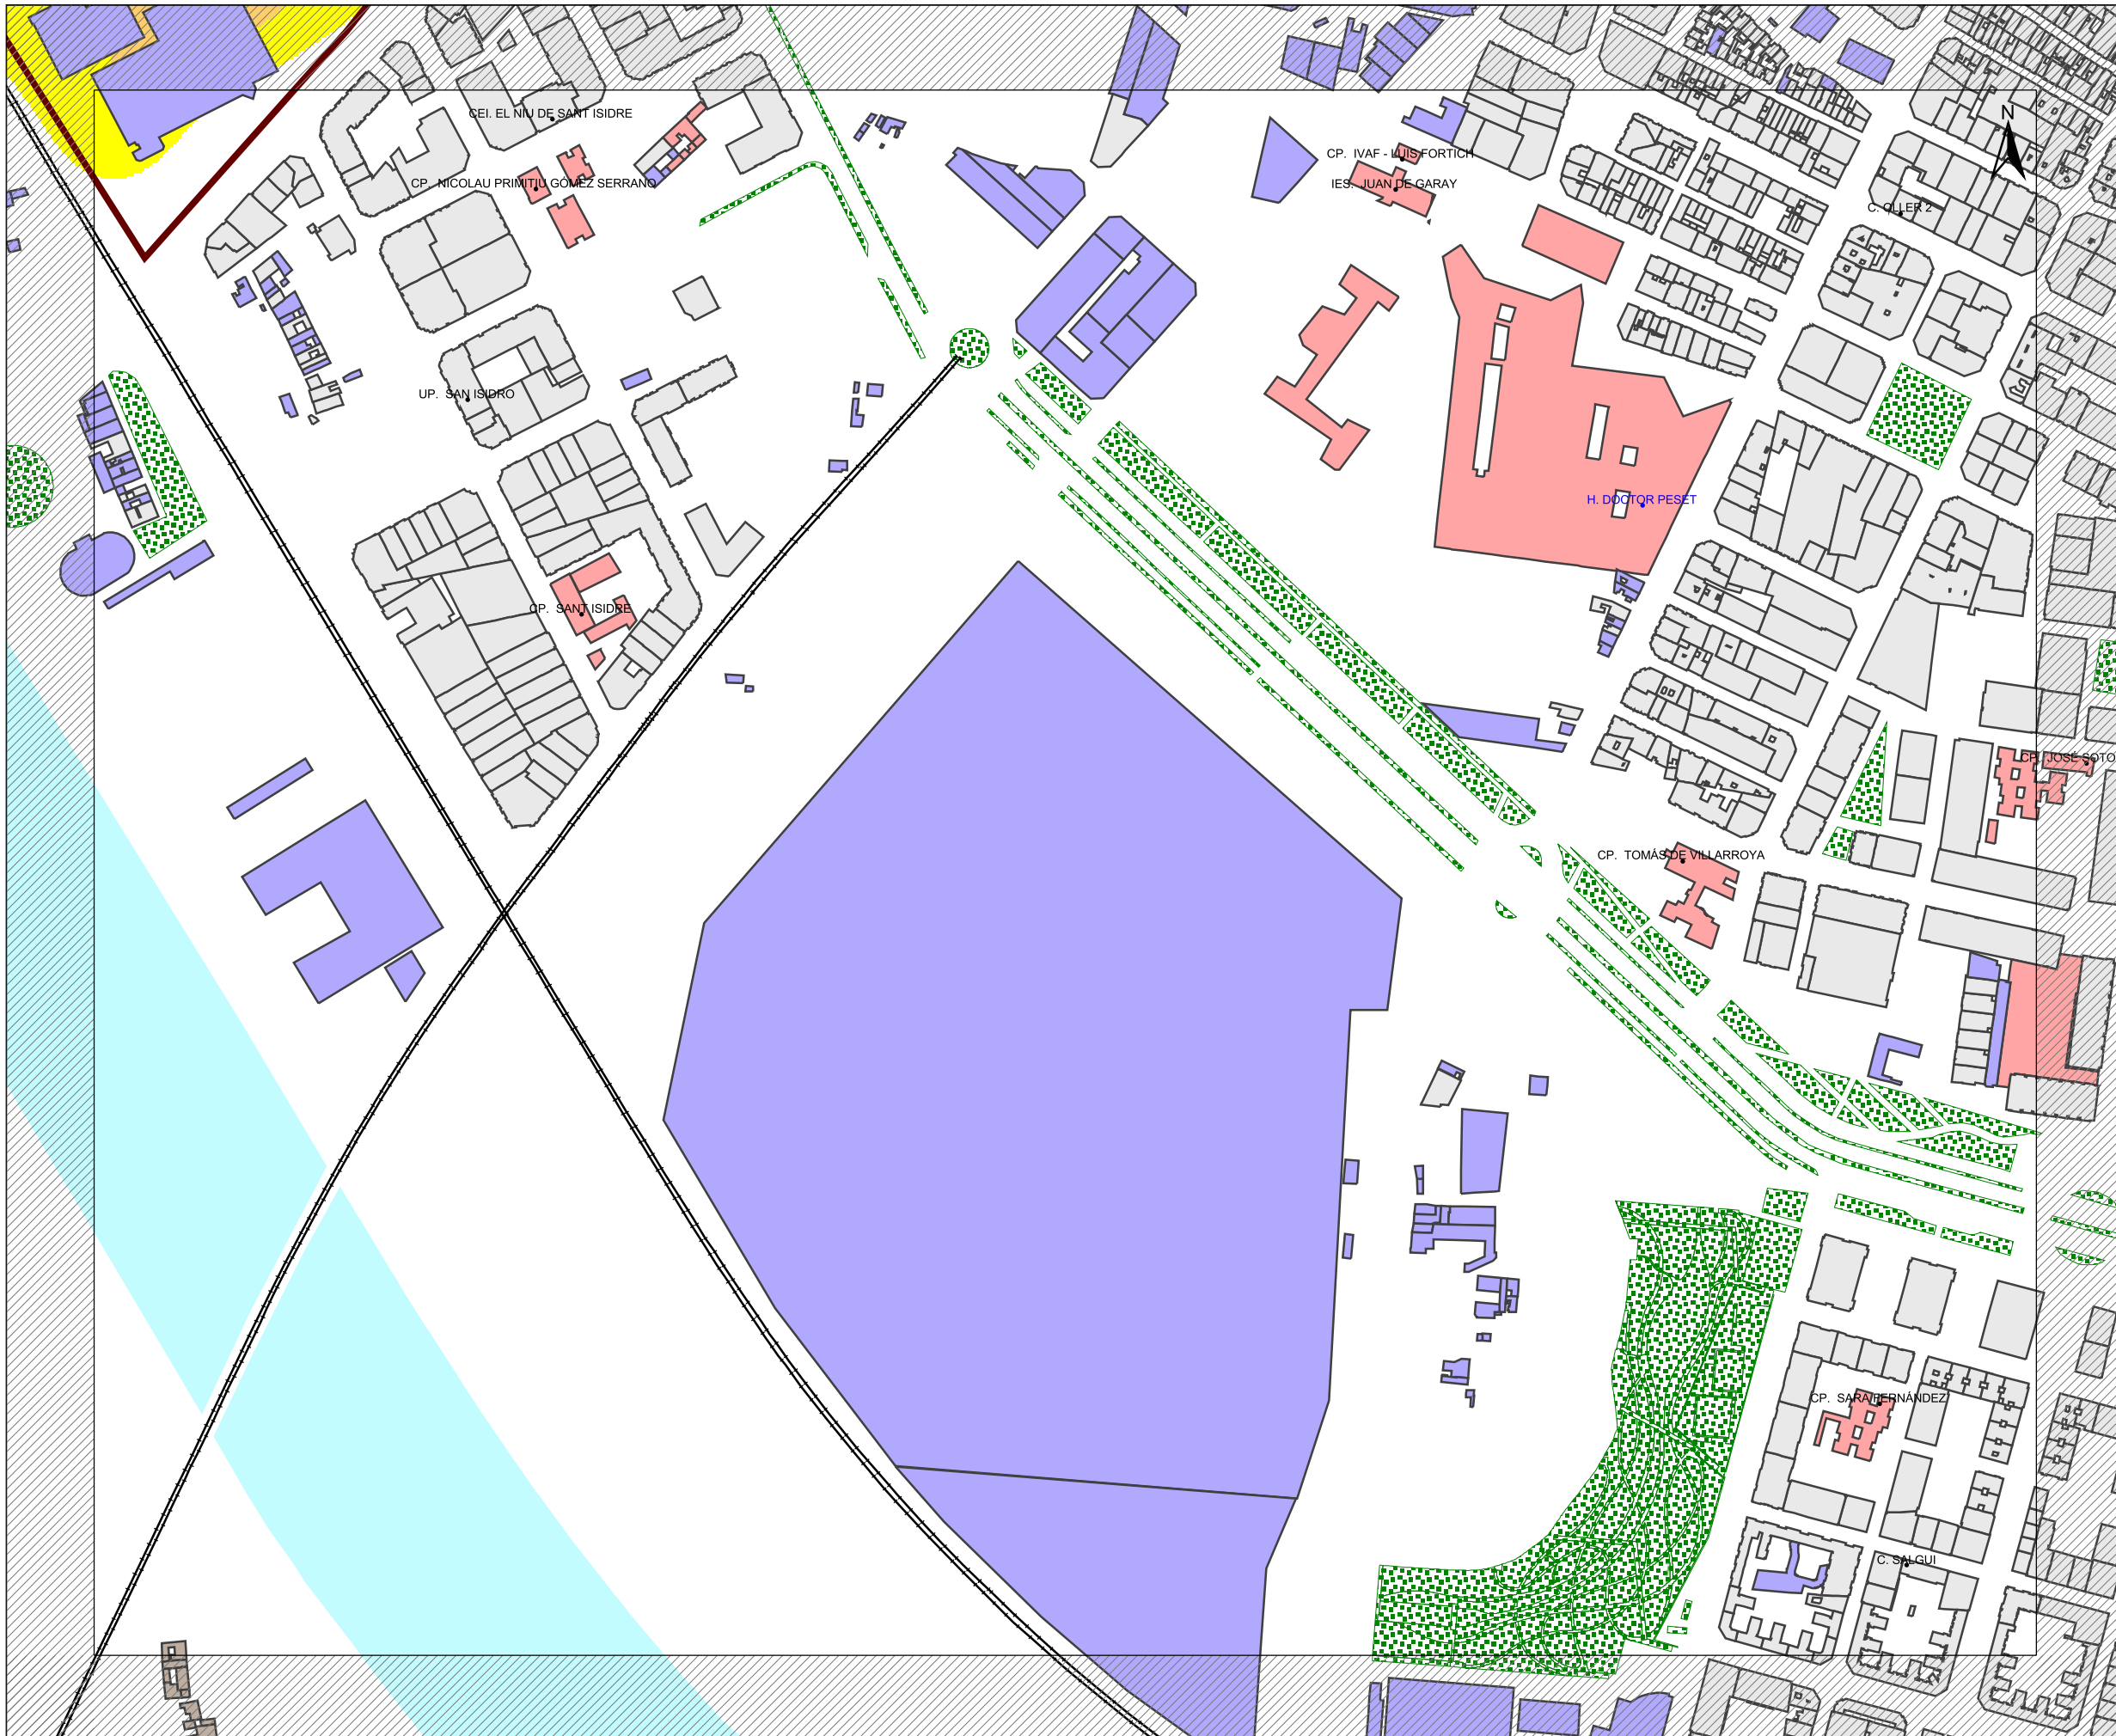 N
CEI. EL NIU DE SANT ISIDRE
CP. IVAF - LUIS FORTICH
CP. NICOLAU PRIMITIU GÓMEZ SERRANO
IES. JUAN DE GARAY
C. OLLER 2
UP. SAN ISIDRO
H. DOCTOR PESET
CP. SANT ISIDRE
CP. JOSÉ SOTO
CP. TOMÁS DE VILLARROYA
CP. SARA FERNÁNDEZ
C. SALGUI